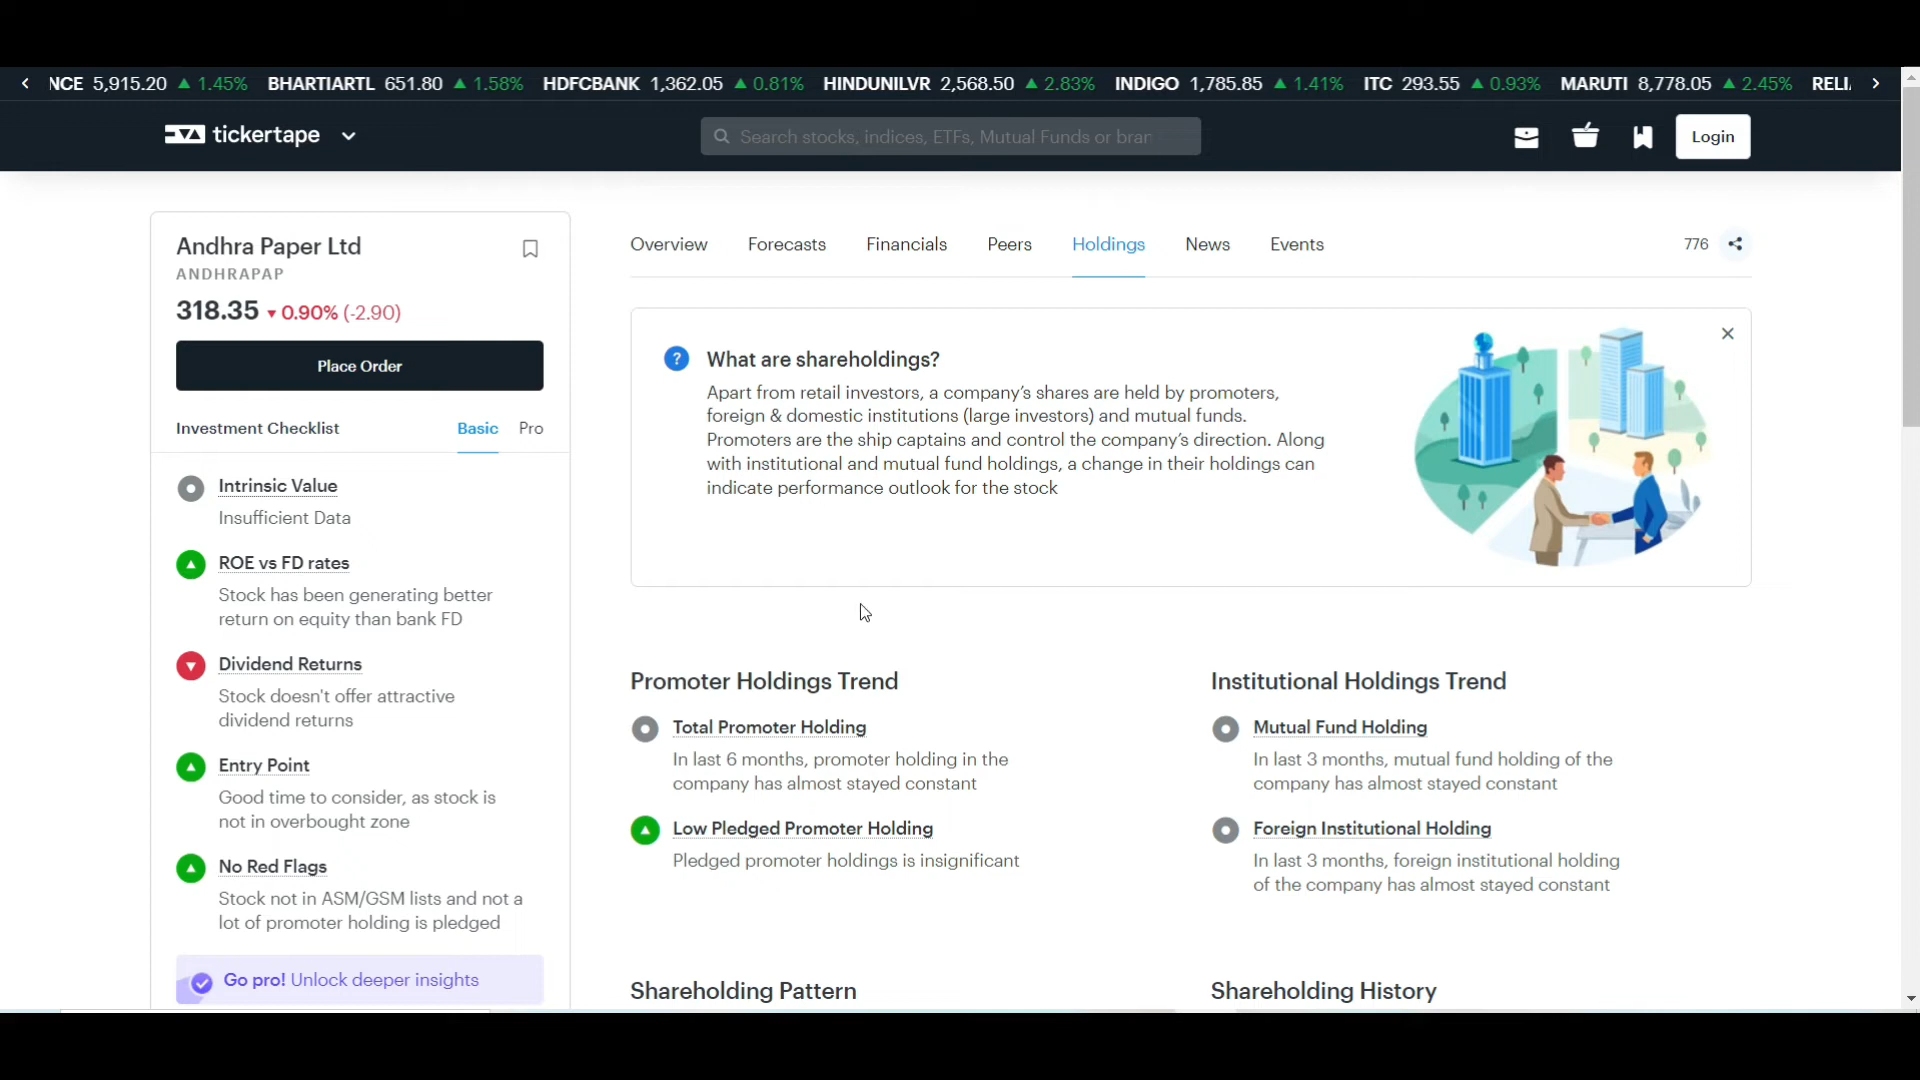 NCE 5,915.20 ▲ 1.45% BHARTIARTL 651.80 ▲ 1.58% HDFCBANK 1,362.05 ▲ 0.81% HINDUNILVR 2,568.50 ▲ 2.83% INDIGO 1,785.85 ▲ 1.41% ITC 293.55 ▲ 0.93% MARUTI 8,778.05 ▲ 2.45% RELI
tickertape
Search stocks, indices, ETFs, Mutual Funds or bran
Login
Andhra Paper Ltd
ANDHRAPAP
318.35 ▼ 0.90% (-2.90)
Place Order
Investment Checklist Basic Pro
Intrinsic Value
Insufficient Data
ROE vs FD rates
Stock has been generating better
return on equity than bank FD
Dividend Returns
Stock doesn't offer attractive
dividend returns
Entry Point
Good time to consider, as stock is
not in overbought zone
No Red Flags
Stock not in ASM/GSM lists and not a
lot of promoter holding is pledged
Go pro! Unlock deeper insights
Overview Forecasts Financials Peers Holdings News Events 776
What are shareholdings?
Apart from retail investors, a company's shares are held by promoters,
foreign & domestic institutions (large investors) and mutual funds.
Promoters are the ship captains and control the company's direction. Along
with institutional and mutual fund holdings, a change in their holdings can
indicate performance outlook for the stock
Promoter Holdings Trend
Total Promoter Holding
In last 6 months, promoter holding in the
company has almost stayed constant
Low Pledged Promoter Holding
Pledged promoter holdings is insignificant
Institutional Holdings Trend
Mutual Fund Holding
In last 3 months, mutual fund holding of the
company has almost stayed constant
Foreign Institutional Holding
In last 3 months, foreign institutional holding
of the company has almost stayed constant
Shareholding Pattern
Shareholding History